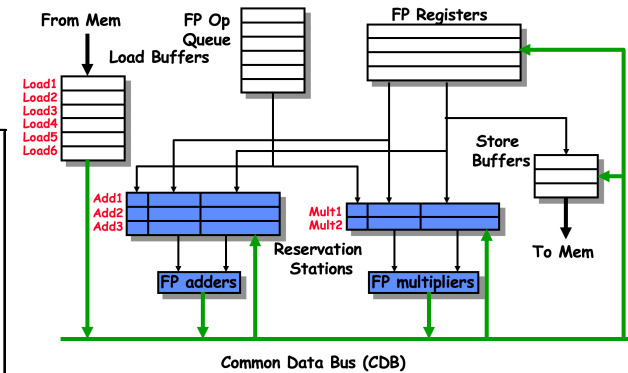 From Mem
FP Op
Queue
FP Registers
Load Buffers
Load1
Load2
Load3
Load4
Load5
Load6
Store
Buffers
Add1
Add2
Add3
Mult1
Mult2
Reservation
Stations
To Mem
FP adders
FP multipliers
Common Data Bus (CDB)